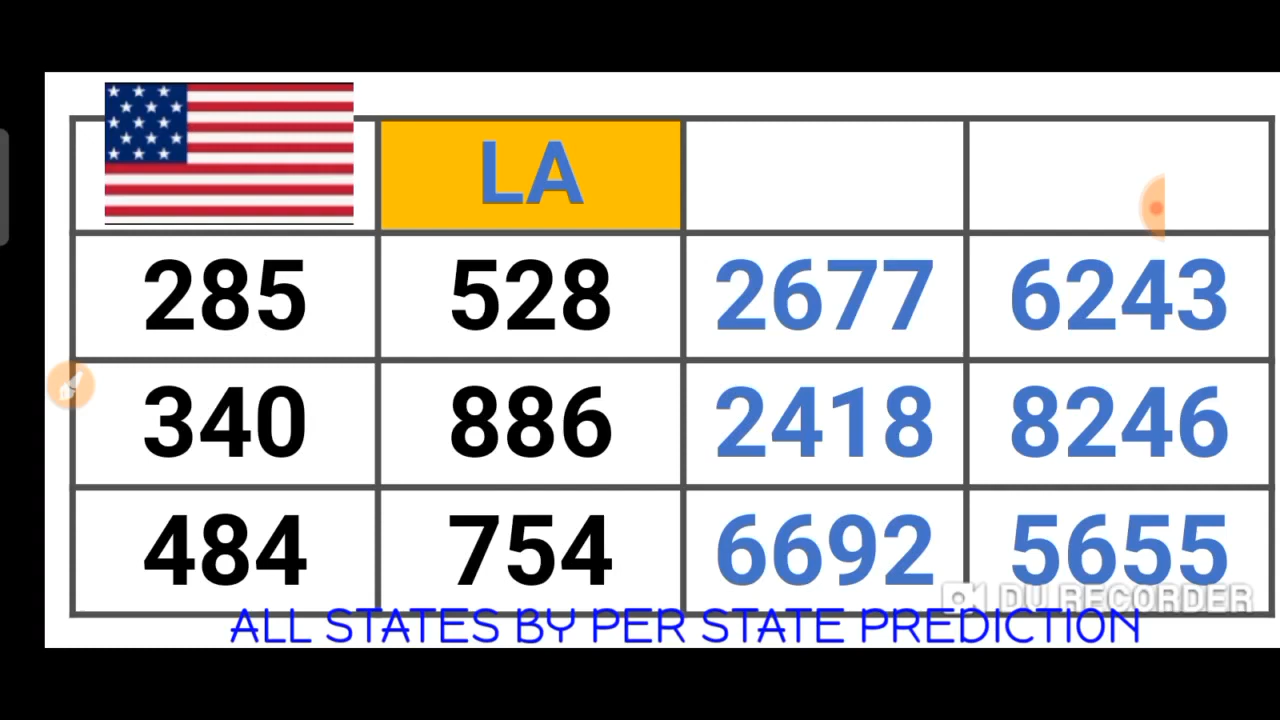 LA
285 528 2677 6243
340 886 2418 8246
484 754 6692 5655
DU RECORDER
ALL STATES BY PER STATE PREDICTION